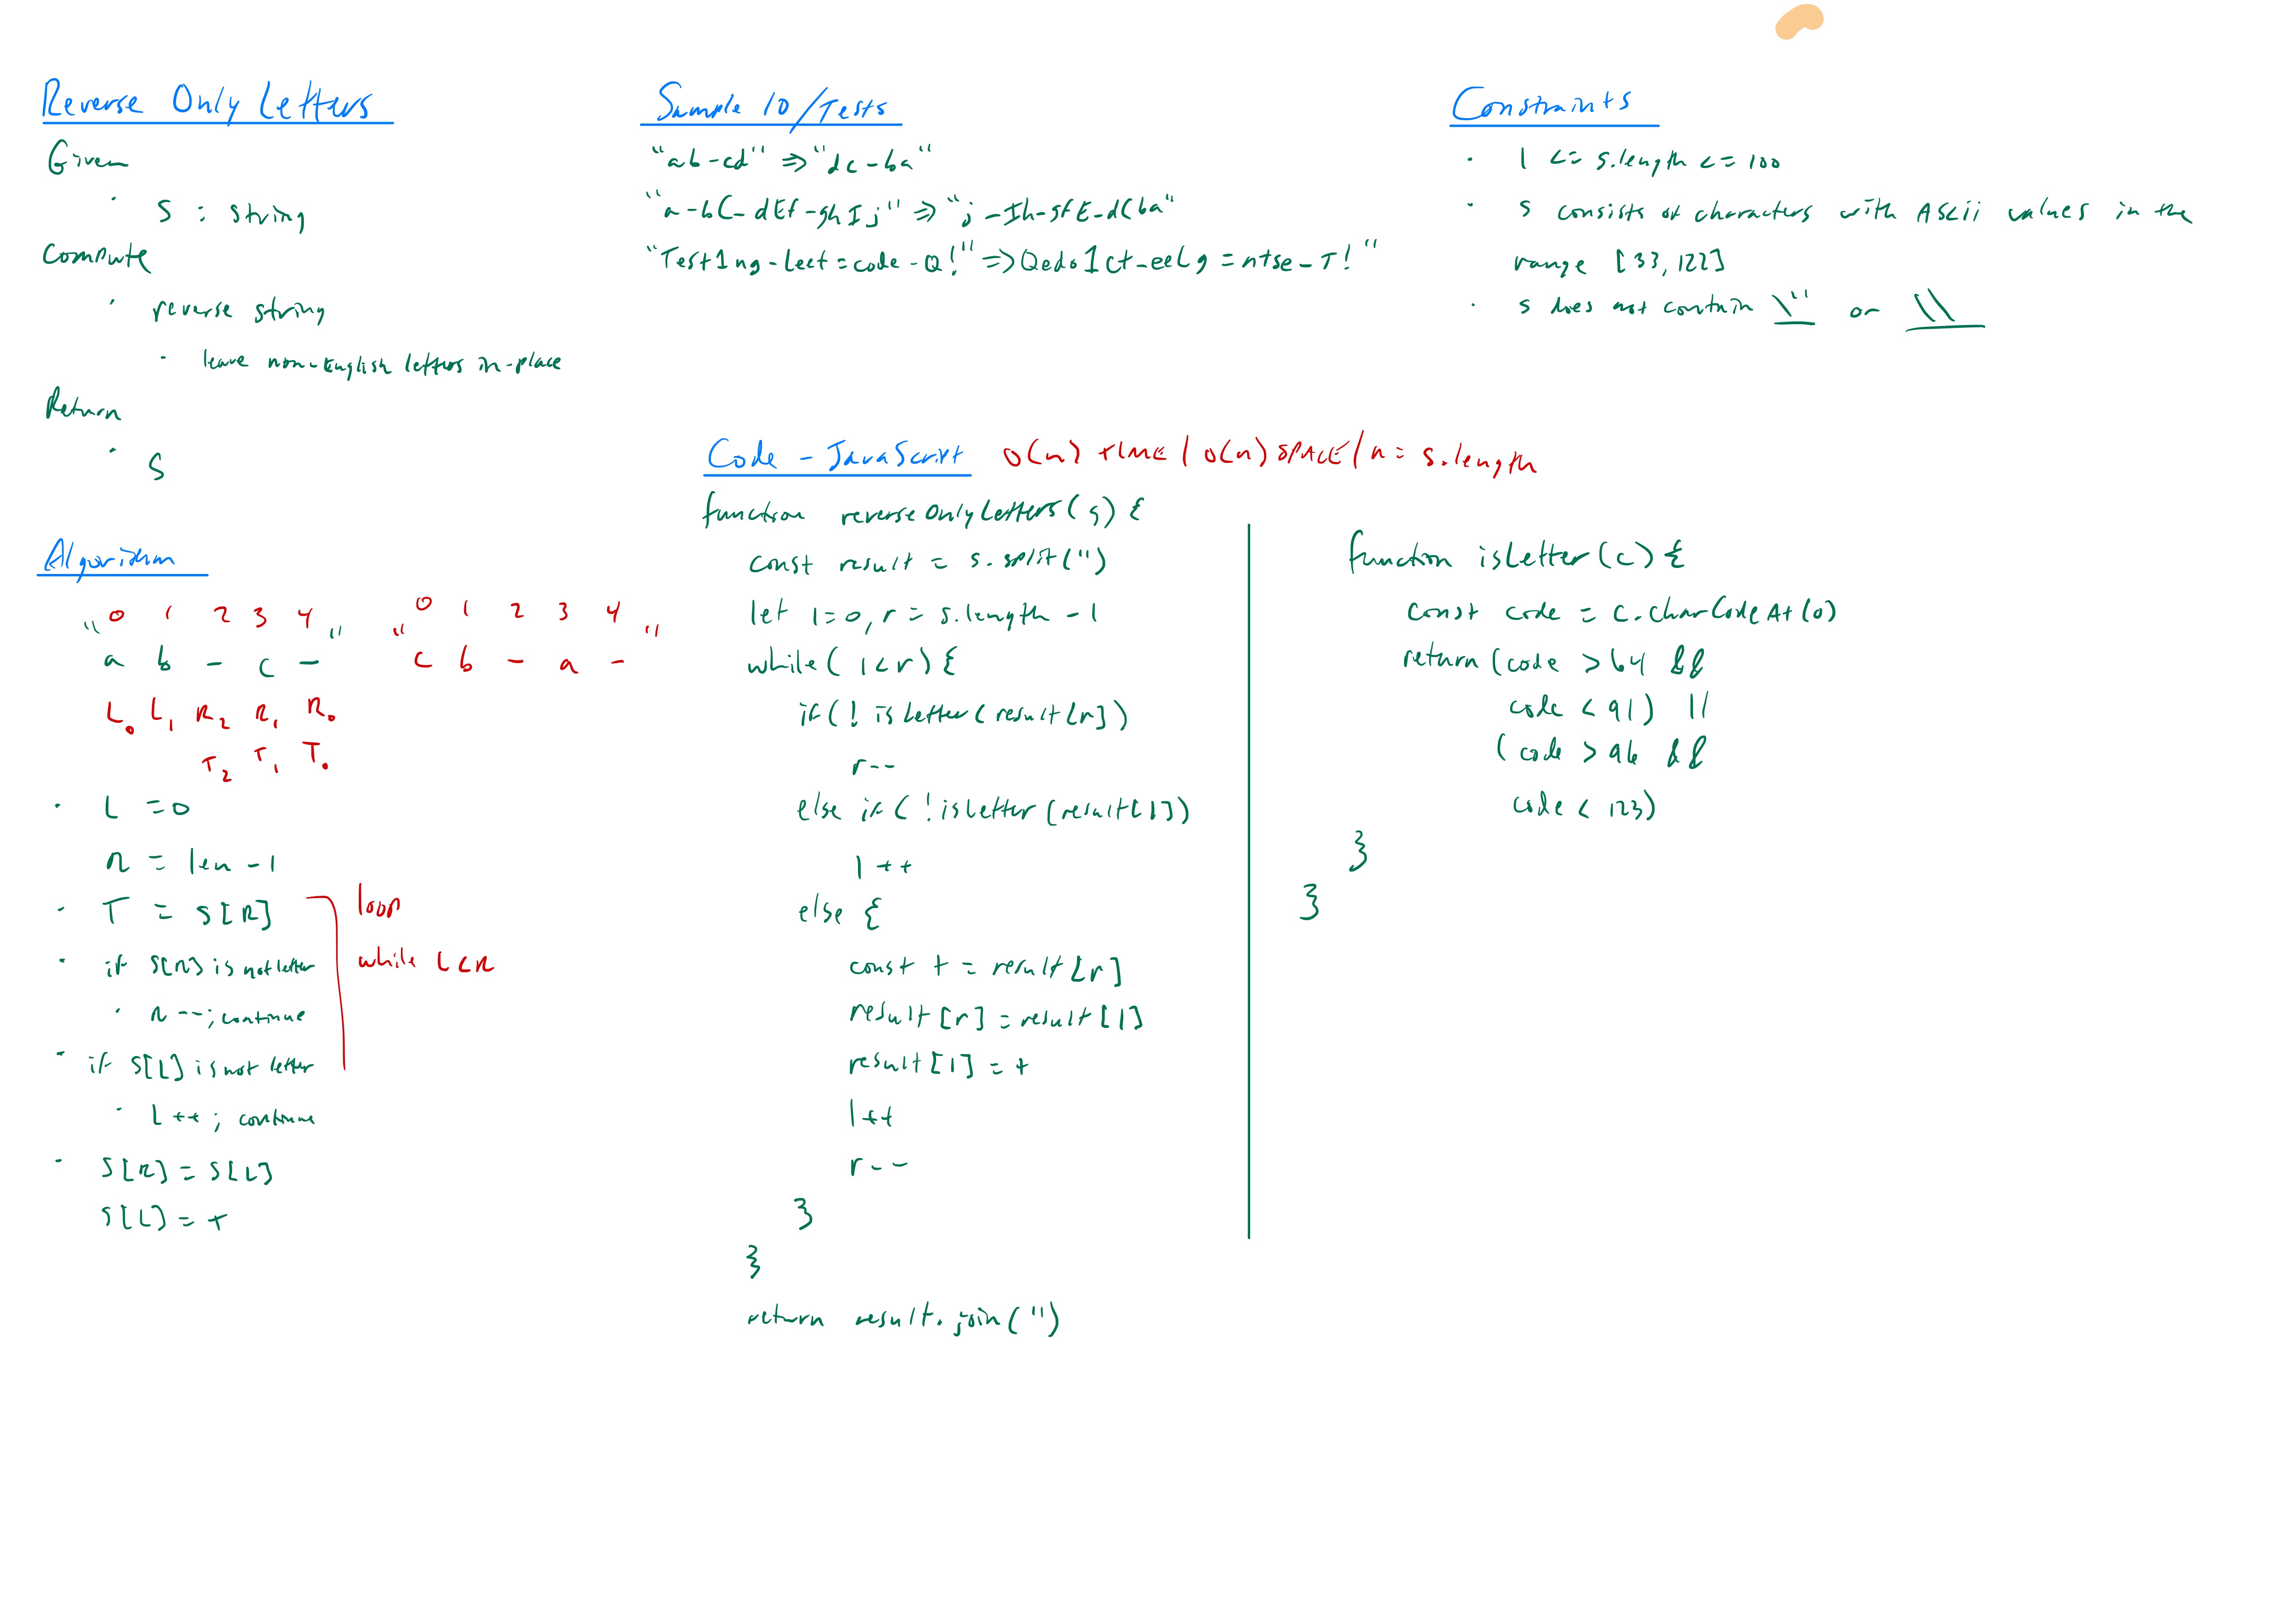 Reverse Only Letters
Given
· S : string
Compute
· reverse string
· leave non-English letters in-place
Return
· S
Sample IO/Tests
"ab-cd" => "dc-ba"
"a-bC-dEf-ghIj" => "j-Ih-gfE-dCba"
"Test1ng-Leet=code-Q!" => Qedo1ct-eeLg=ntse-T!"
Constraints
· 1 <= s.length <= 100
· s consists of characters with ASCII values in the
range [33, 122]
· s does not contain \" or \\
Algorithm
0 1 2 3 4
"a b - c -"
L0 L1 R2 R1 R0
T2 T1 T0
0 1 2 3 4
"c b - a -"
· L = 0
R = len - 1
· T = S[R]
· if S[R] is not letter
· R--; continue
· if S[L] is not letter
· L++; continue
· S[R] = S[L]
S[L] = T
loop
while L<R
Code - JavaScript O(n) TIME / O(n) SPACE / n = s.length
function reverseOnlyLetters(s) {
const result = s.split('')
let l=0, r = s.length - 1
while( l<r) {
if( ! isLetter(result[r])
r--
else if( !isLetter(result[l])
l++
else {
const t = result[r]
result[r] = result[l]
result[l] = t
l++
r--
}
}
return result.join('')
function isLetter(c) {
const code = c.charCodeAt(0)
return (code > 64 &&
code < 91) ||
( code > 96 &&
code < 123)
}
}